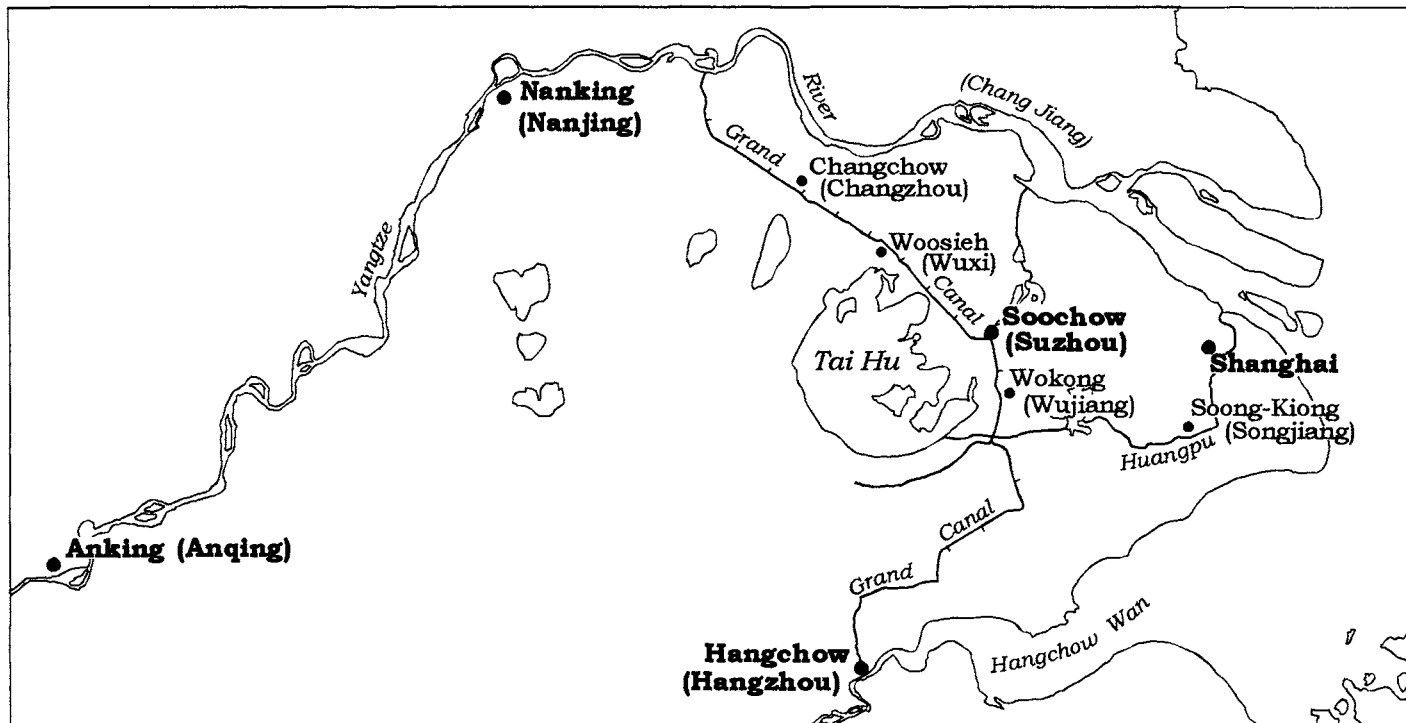 Nanking
(Nanjing)
River
(Chang Jiang)
Grand
Changchow
(Changzhou)
Yangtze
Woosieh
(Wuxi)
Canal
Soochow
(Suzhou)
Tai Hu
Shanghai
Wokong
(Wujiang)
Soong-Kiong
(Songjiang)
Huangpu
Canal
Anking (Anqing)
Grand
Hangchow Wan
Hangchow
(Hangzhou)